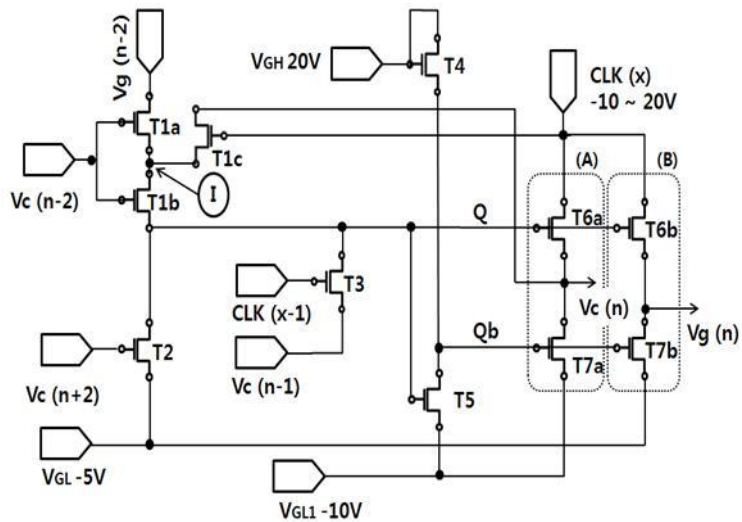 Vg (n-2)
VGH 20V
T4
CLK (x)
-10 ~ 20V
T1a
T1c
(A)
(B)
Vc (n-2)
I
T1b
Q
T6a
T6b
T3
CLK (x-1)
Vc (n)
Vg (n)
T2
Vc (n-1)
Qb
T7a
T7b
Vc (n+2)
T5
VGL -5V
VGL1 -10V